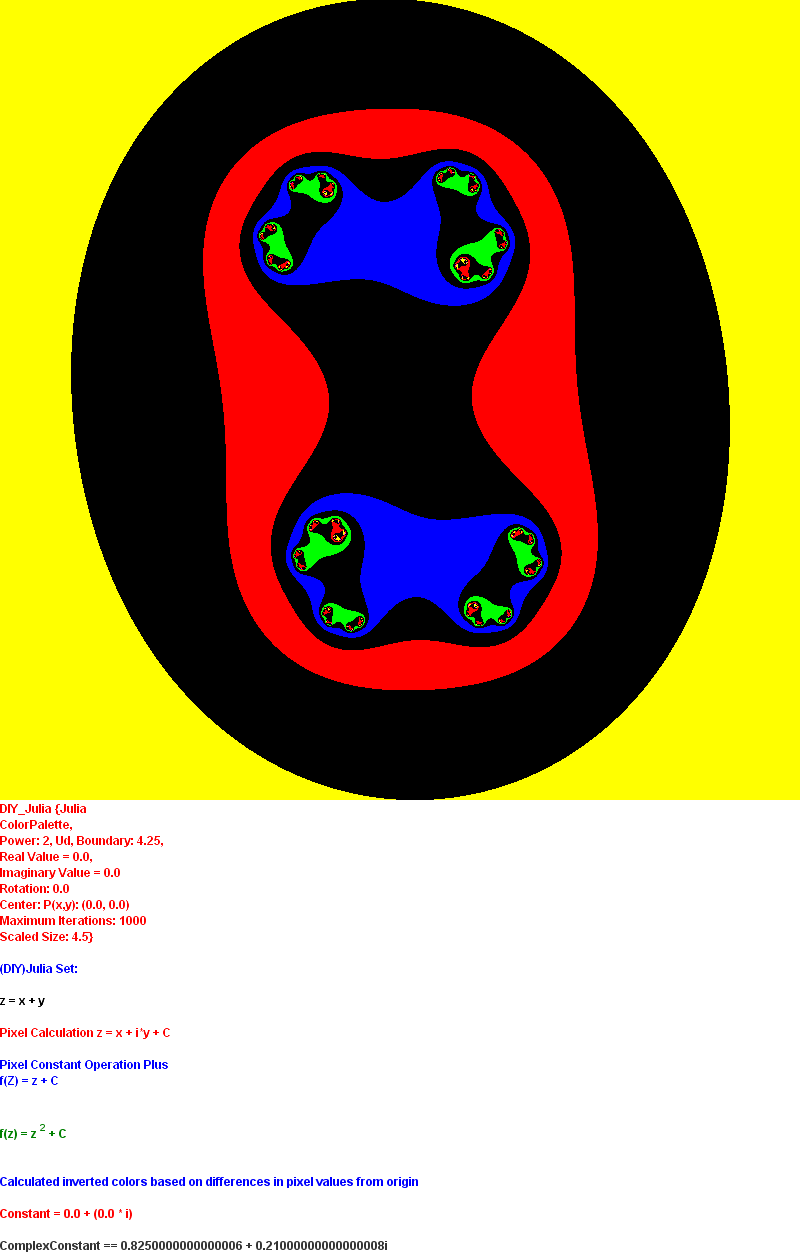 DIY_Julia {Julia
ColorPalette,
Power: 2, Ud, Boundary: 4.25,
Real Value = 0.0,
Imaginary Value = 0.0
Rotation: 0.0
Center: P(x,y): (0.0, 0.0)
Maximum Iterations: 1000
Scaled Size: 4.5}
(DIY)Julia Set:
z = x + y
Pixel Calculation z = x + i*y + C
Pixel Constant Operation Plus
f(Z) = z + C
f(z) = z 2 + C
Calculated inverted colors based on differences in pixel values from origin
Constant = 0.0 + (0.0 * i)
ComplexConstant == 0.8250000000000006 + 0.21000000000000008i